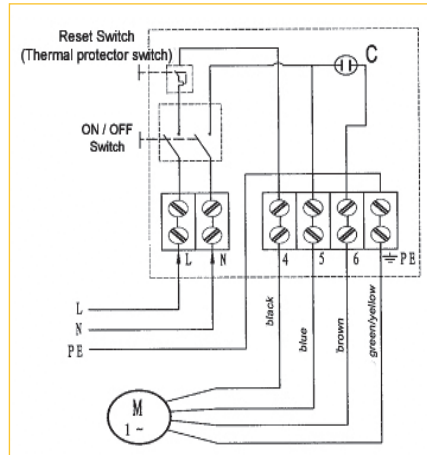 Reset Switch
(Thermal protector switch)
C
ON / OFF
Switch
L N 4 5 6 PE
L
N
PE
black
blue
brown
green/yellow
M
1 ~